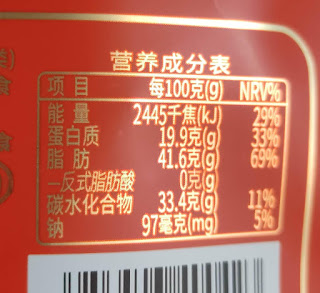 营养成分表
项目 每100克(g) NRV%
能量 2445千焦(kJ) 29%
蛋白质 19.9克(g) 33%
脂肪 41.6克(g) 69%
—反式脂肪酸 0克(g)
碳水化合物 33.4克(g) 11%
钠 97毫克(mg) 5%